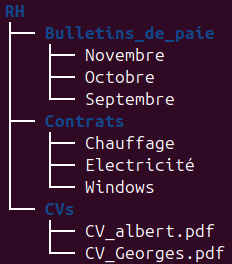 RH
Bulletins_de_paie
Novembre
Octobre
Septembre
Contrats
Chauffage
Electricité
Windows
CVs
CV_albert.pdf
CV_Georges.pdf